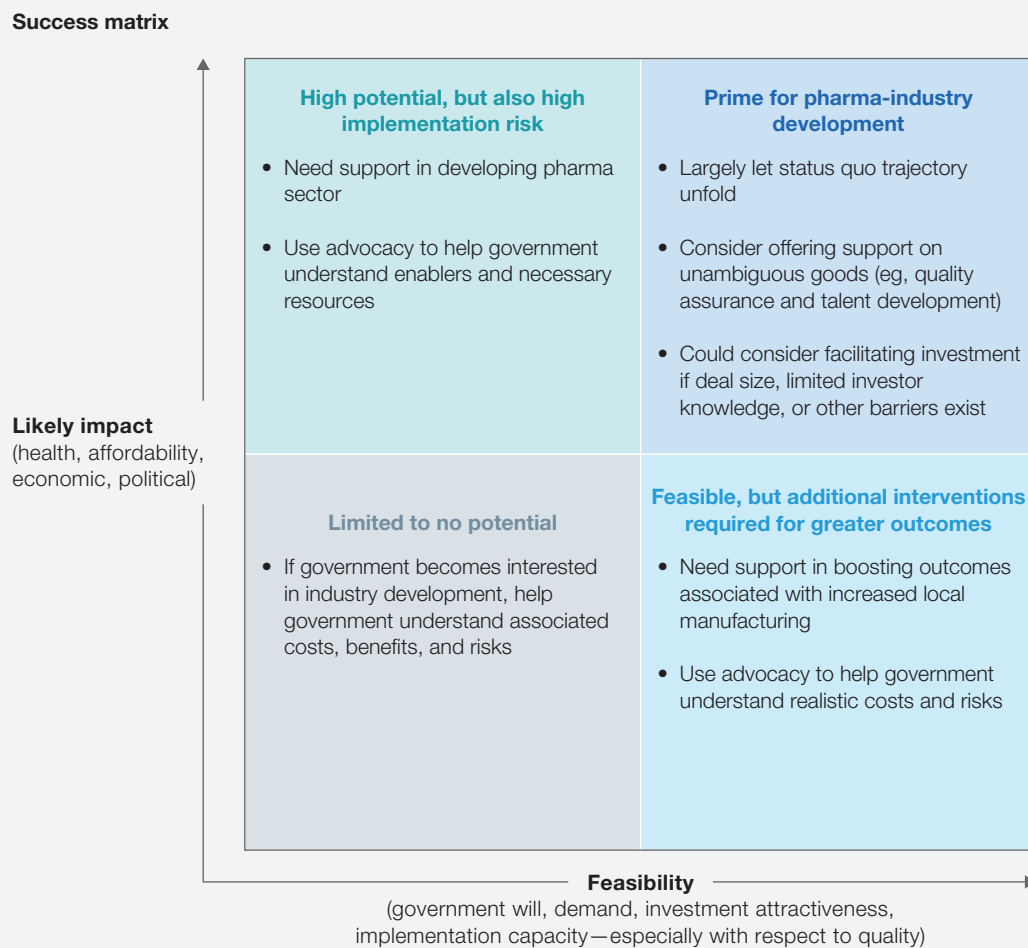 Success matrix
High potential, but also high
implementation risk
• Need support in developing pharma
sector
• Use advocacy to help government
understand enablers and necessary
resources
Prime for pharma-industry
development
• Largely let status quo trajectory
unfold
• Consider offering support on
unambiguous goods (eg, quality
assurance and talent development)
• Could consider facilitating investment
if deal size, limited investor
knowledge, or other barriers exist
Likely impact
(health, affordability,
economic, political)
Limited to no potential
• If government becomes interested
in industry development, help
government understand associated
costs, benefits, and risks
Feasible, but additional interventions
required for greater outcomes
• Need support in boosting outcomes
associated with increased local
manufacturing
• Use advocacy to help government
understand realistic costs and risks
Feasibility
(government will, demand, investment attractiveness,
implementation capacity—especially with respect to quality)